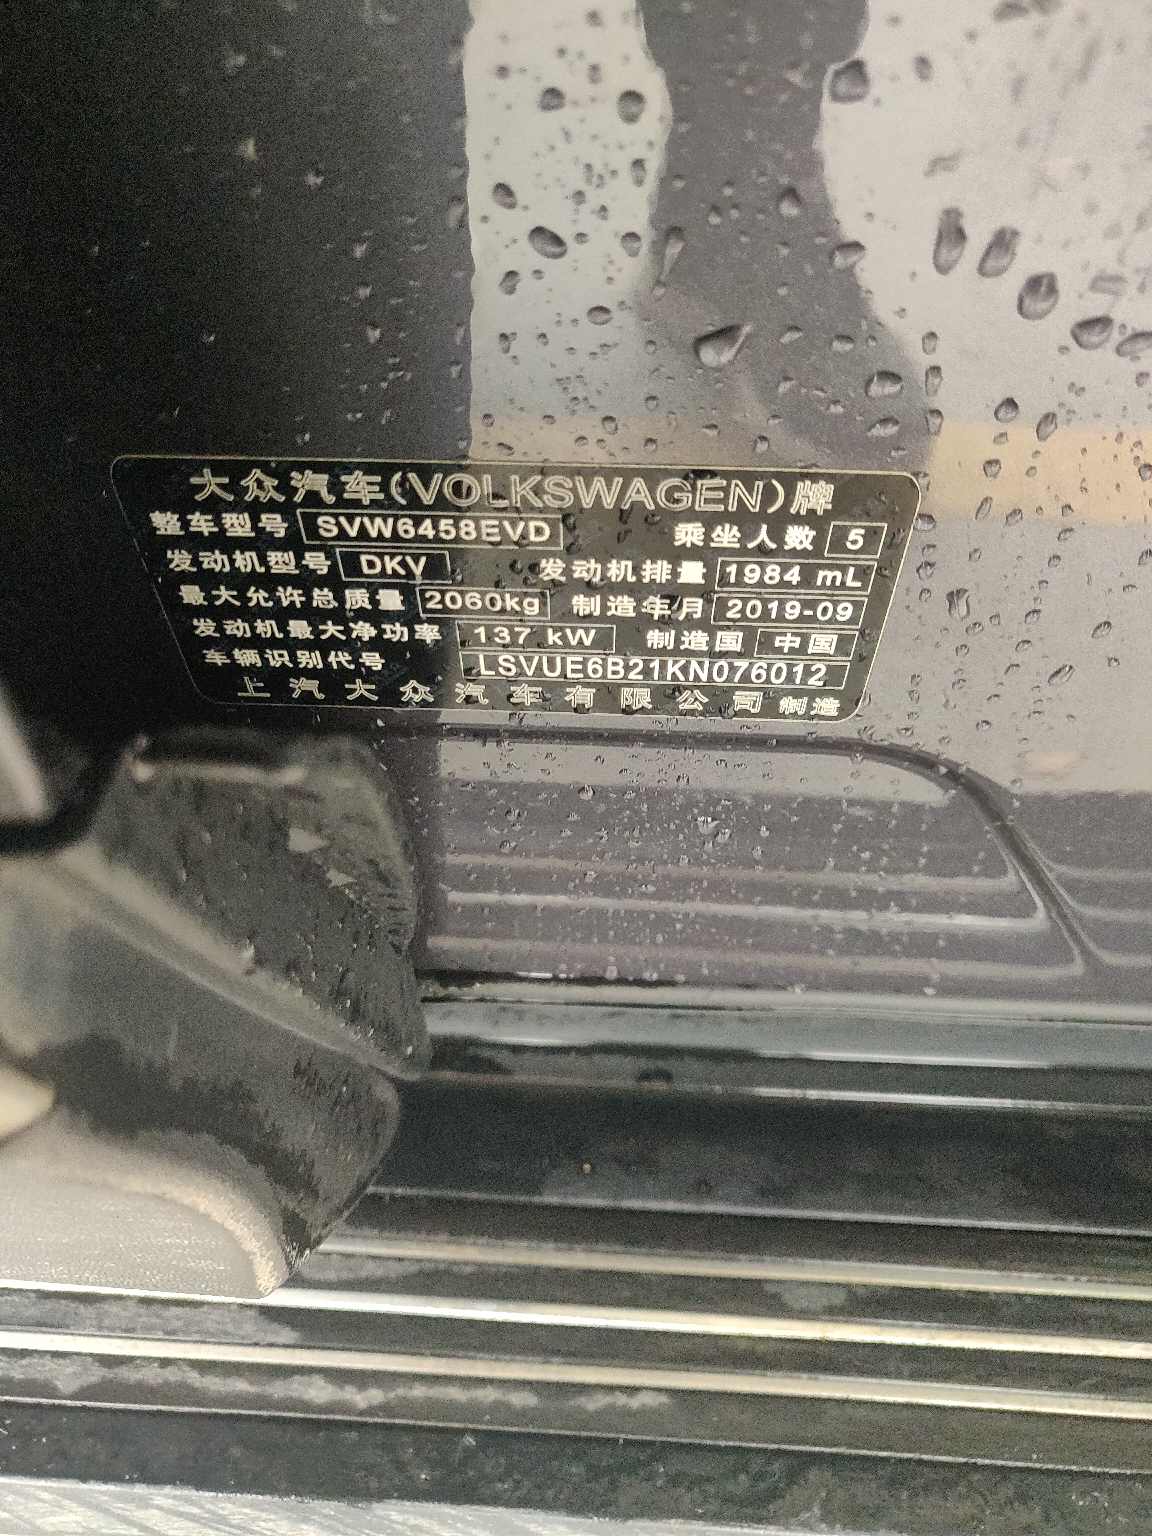 大众汽车(VOLKSWAGEN)牌
整车型号 SVW6458EVD 乘坐人数 5
发动机型号 DKV 发动机排量 1984 mL
最大允许总质量 2060kg 制造年月 2019-09
发动机最大净功率 137 kW 制造国 中国
车辆识别代号 LSVUE6B21KN076012
上汽大众汽车有限公司 制造